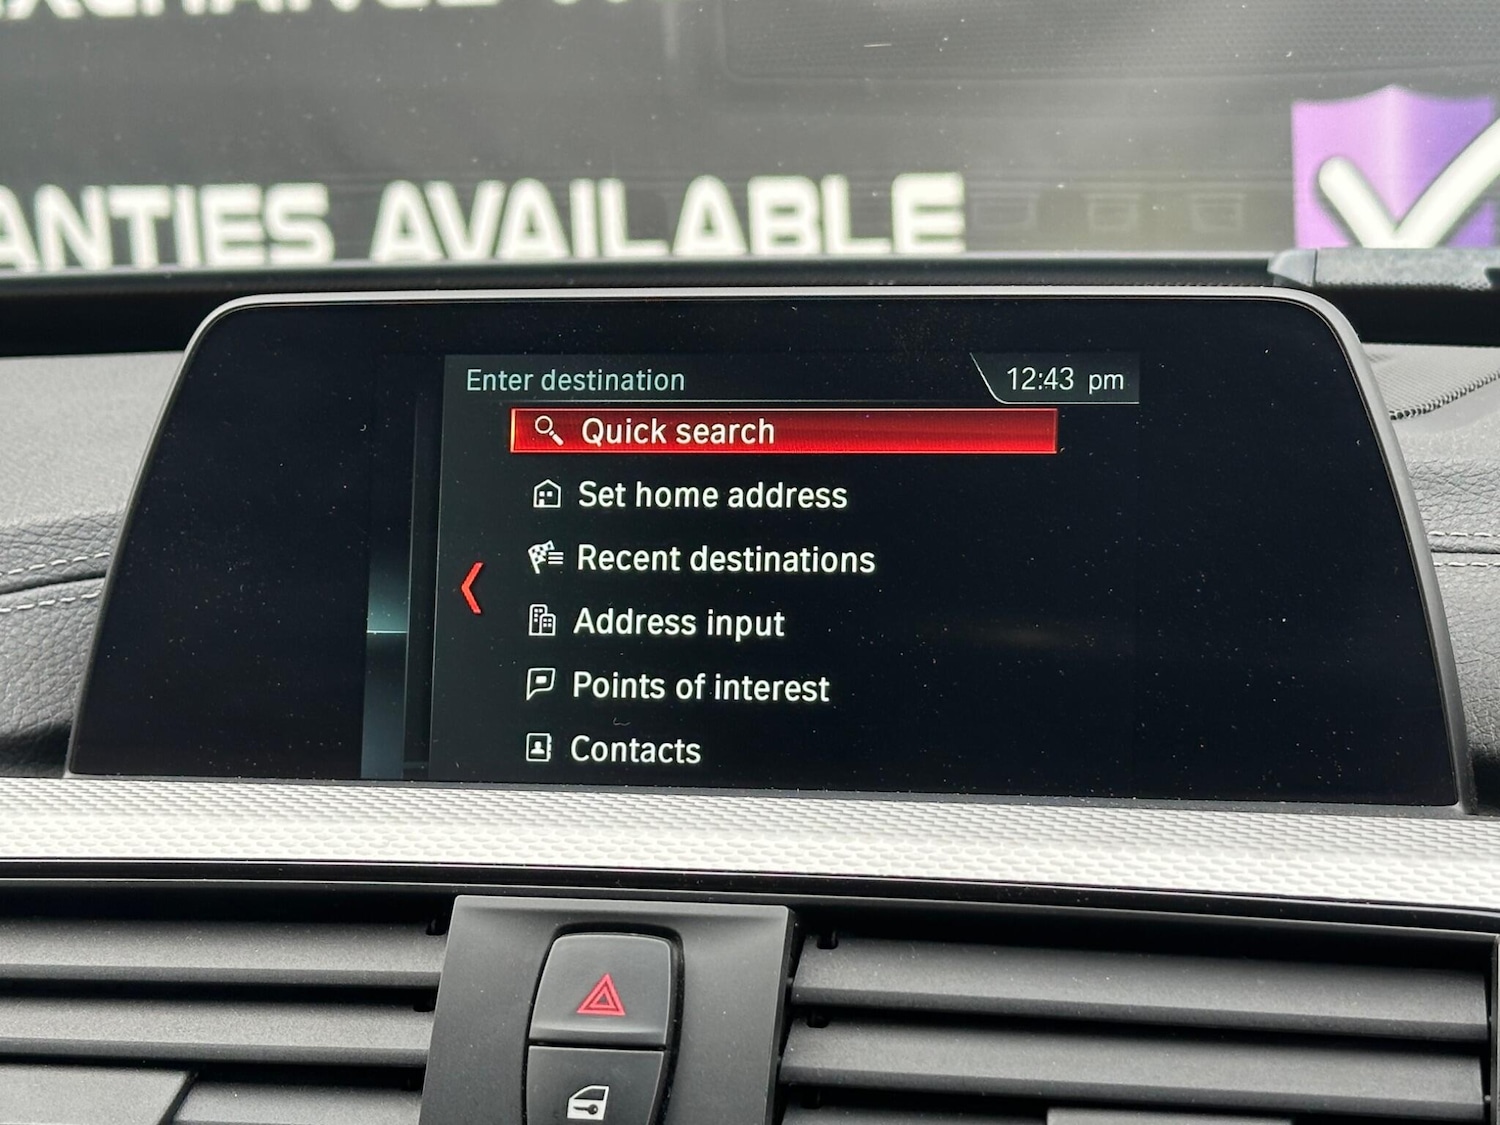 AVAILABLE
Enter destination
12:43 pm
Quick search
Set home address
Recent destinations
Address input
Points of interest
Contacts